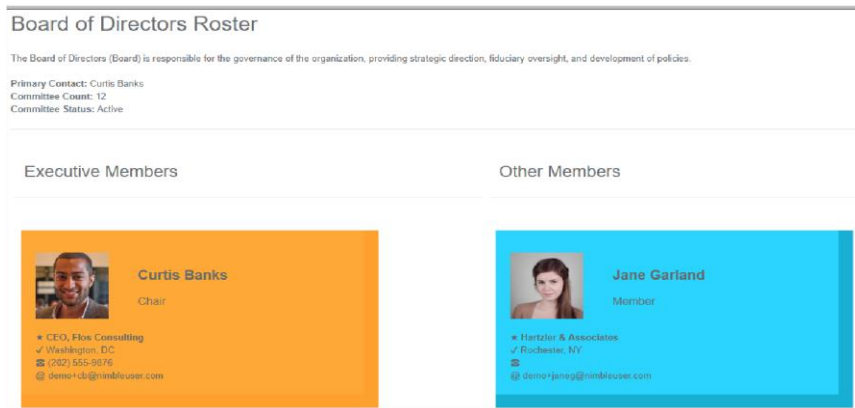 Board of Directors Roster
The Board of Directors (Board) is responsible for the governance of the organization, providing strategic direction, fiduciary oversight, and development of policies.
Primary Contact: Curtis Banks
Committee Count: 12
Committee Status: Active
Executive Members
Curtis Banks
Chair
★ CEO, Flos Consulting
✓ Washington, DC
☎ (202) 555-9876
@ demo+cb@nimbleuser.com
Other Members
Jane Garland
Member
★ Hartzler & Associates
✓ Rochester, NY
☎
@ demo+janeg@nimbleuser.com